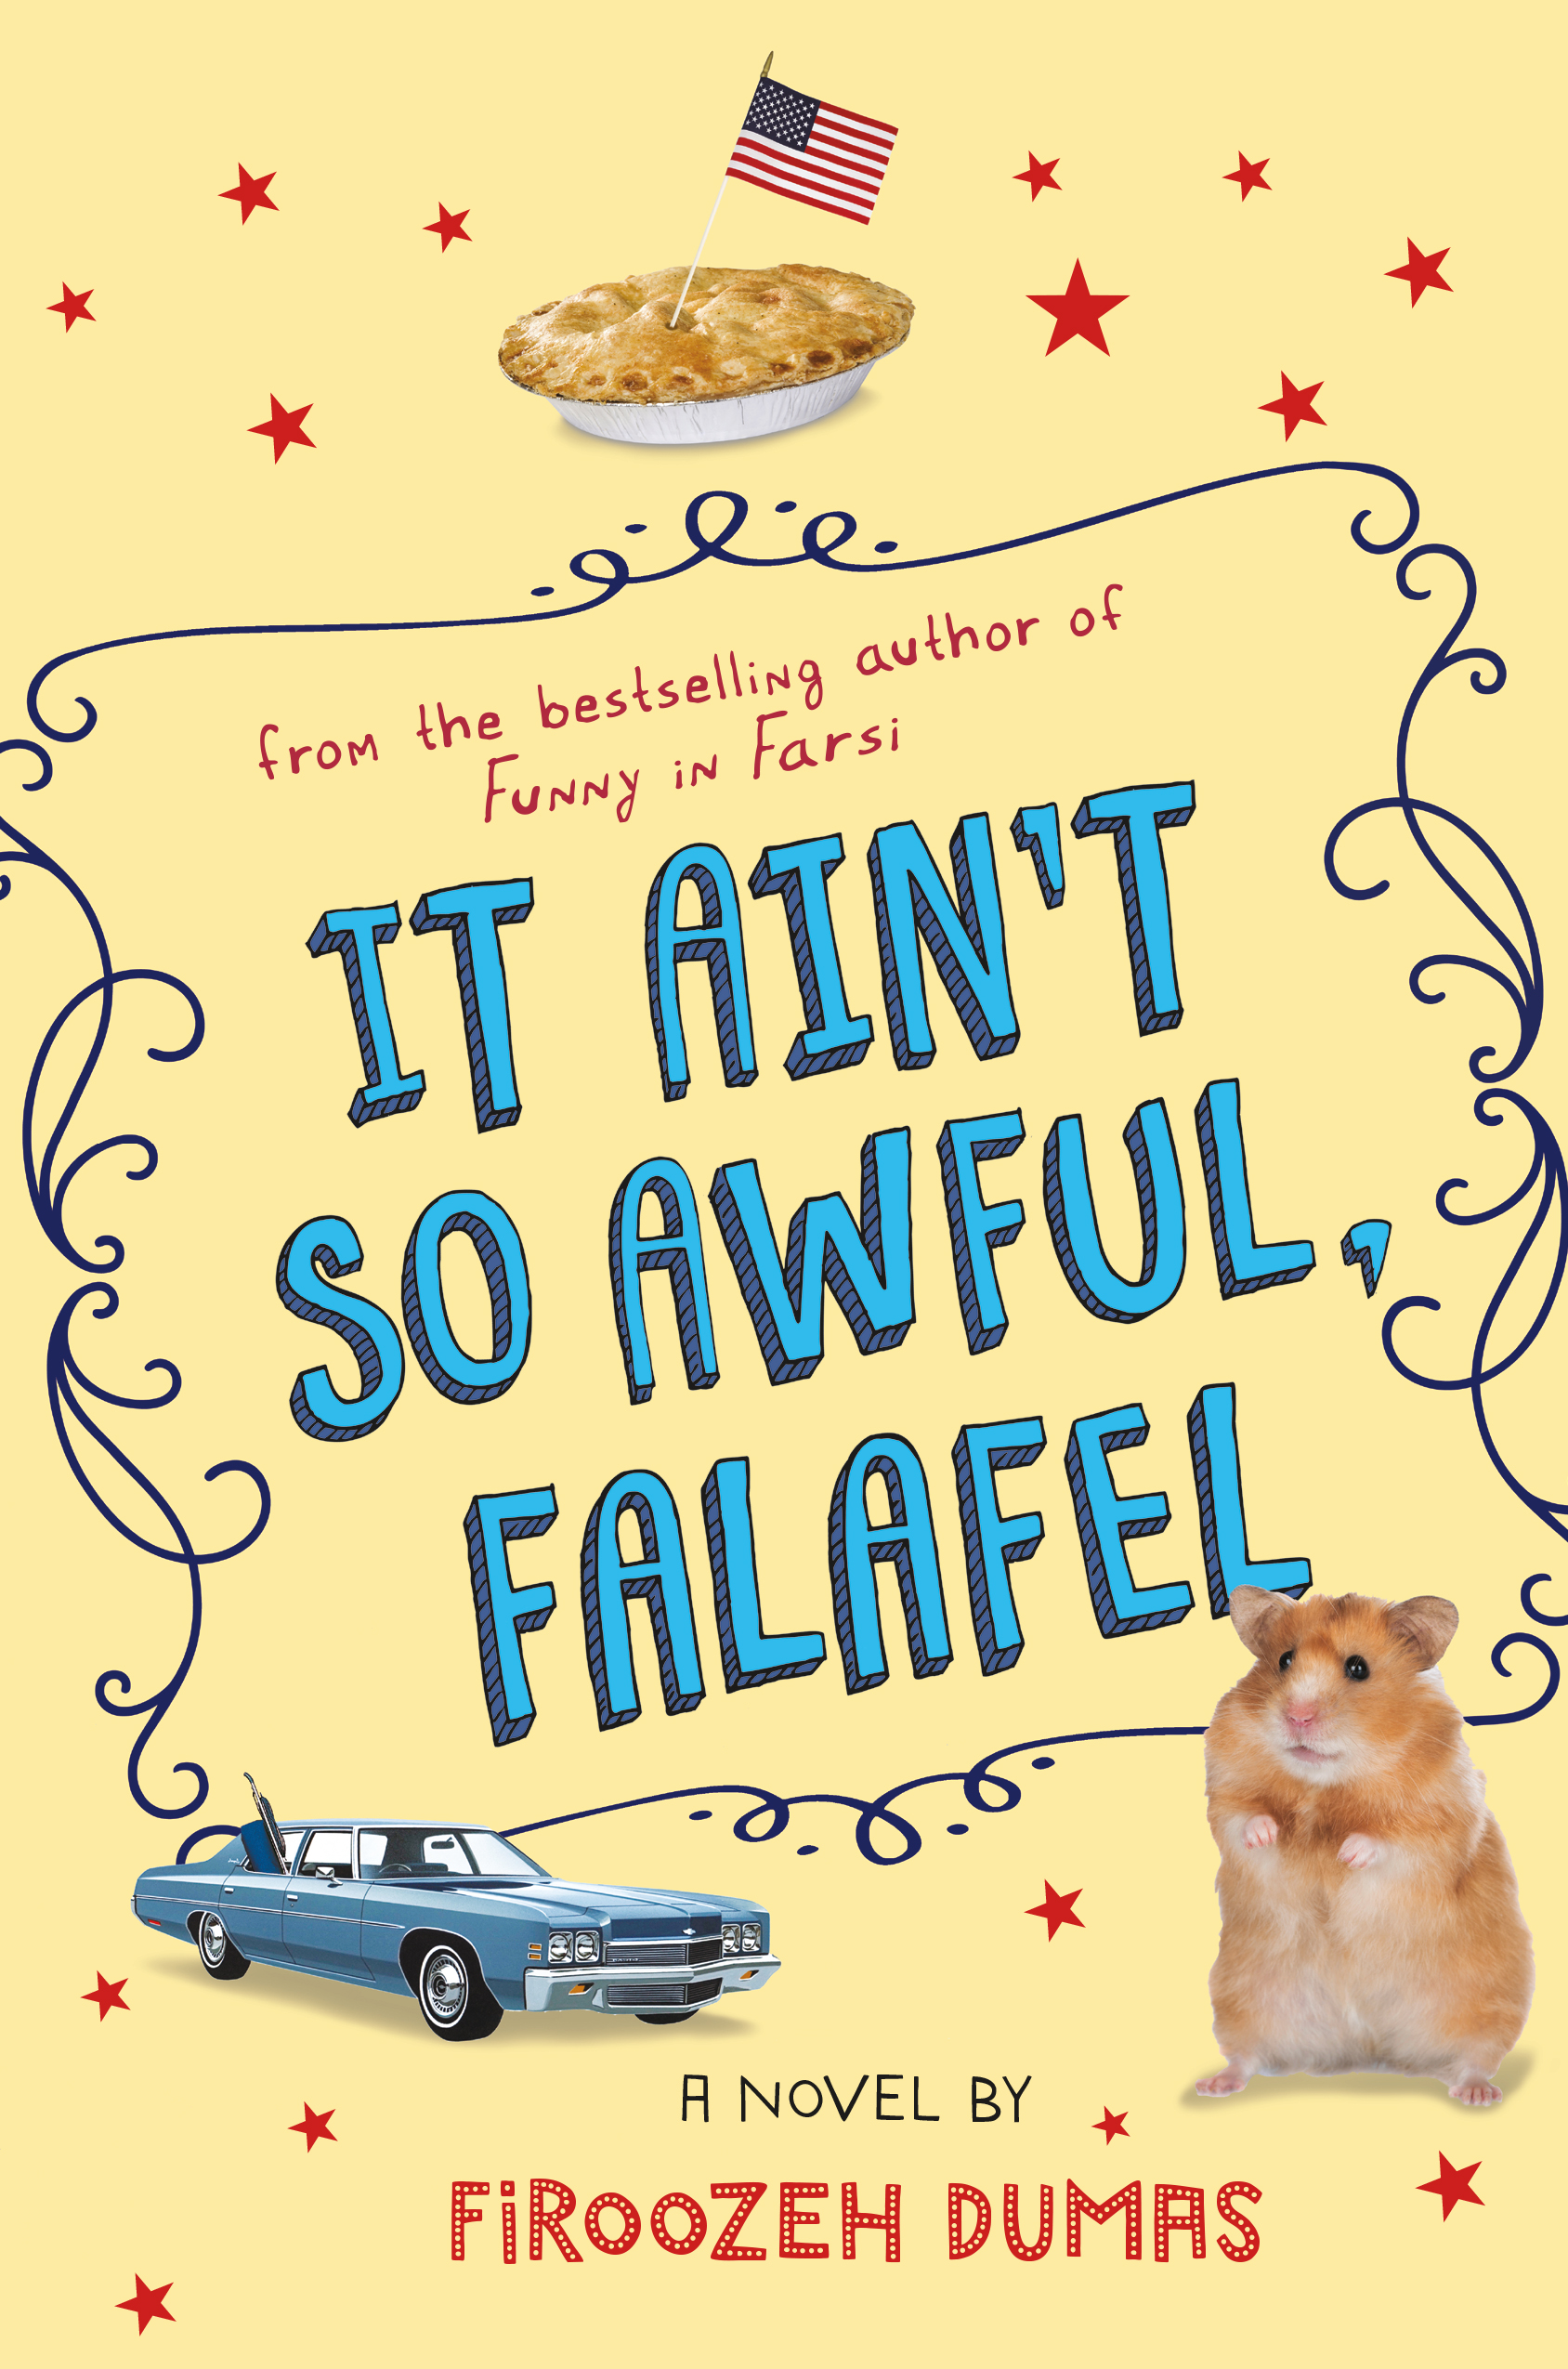 from the bestselling author of
Funny in Farsi
IT AIN'T
SO AWFUL,
FALAFEL
A NOVEL BY
FiROOZEH DUMAS